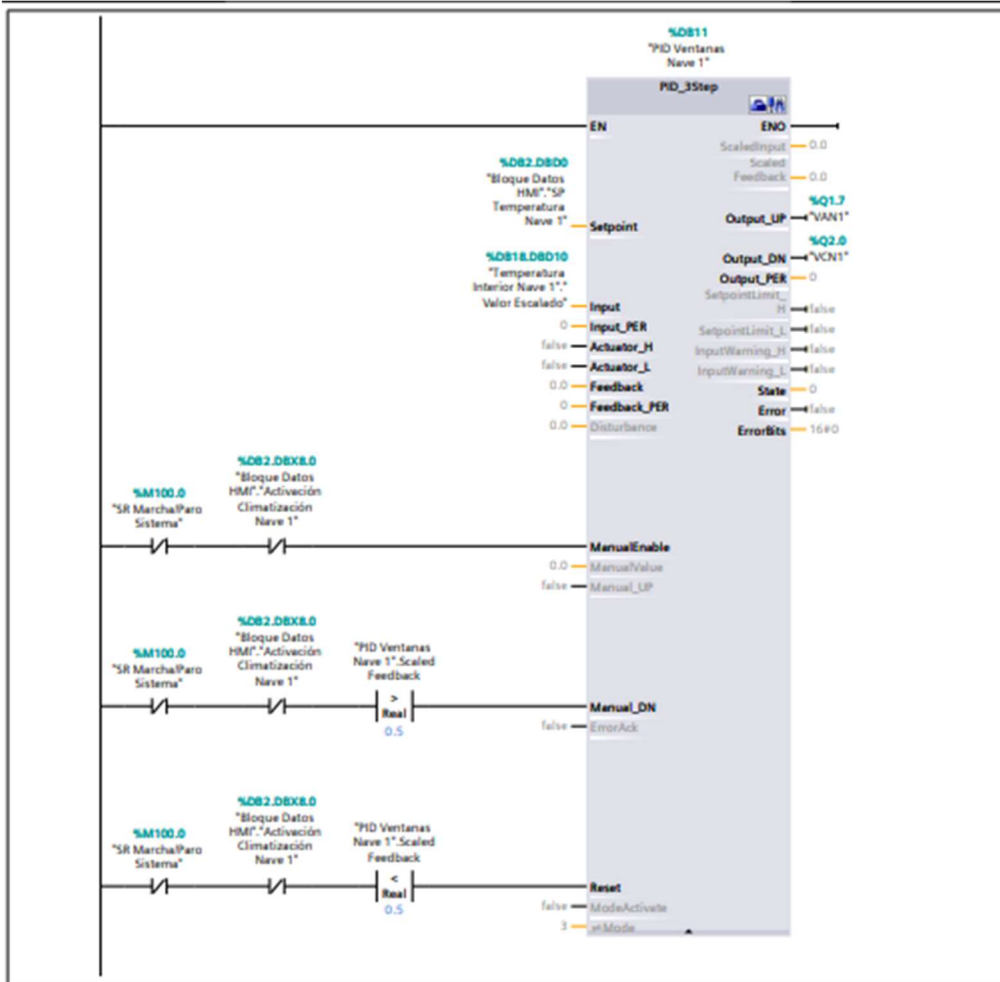 %DB11
"PID Ventanas
Nave 1"
PID_3Step
EN
ENO
ScaledInput
0.0
Scaled
Feedback
0.0
%DB2.DBD0
"Bloque Datos
HMI"."SP
Temperatura
Nave 1"
Setpoint
%Q1.7
Output_UP
"VAN1"
%Q2.0
Output_DN
"VCN1"
%DB18.DBD10
"Temperatura
Interior Nave 1"."
Valor Escalado"
Input
Output_PER
0
SetpointLimit_
H
false
0
Input_PER
SetpointLimit_L
false
false
Actuator_H
InputWarning_H
false
false
Actuator_L
InputWarning_L
false
0.0
Feedback
State
0
0
Feedback_PER
Error
false
0.0
Disturbance
ErrorBits
16#0
%M100.0
"SR Marcha/Paro
Sistema"
%DB2.DBX8.0
"Bloque Datos
HMI"."Activación
Climatización
Nave 1"
ManualEnable
0.0
ManualValue
false
Manual_UP
%M100.0
"SR Marcha/Paro
Sistema"
%DB2.DBX8.0
"Bloque Datos
HMI"."Activación
Climatización
Nave 1"
"PID Ventanas
Nave 1".Scaled
Feedback
>
Real
0.5
Manual_DN
false
ErrorAck
%M100.0
"SR Marcha/Paro
Sistema"
%DB2.DBX8.0
"Bloque Datos
HMI"."Activación
Climatización
Nave 1"
"PID Ventanas
Nave 1".Scaled
Feedback
<
Real
0.5
Reset
false
ModeActivate
3
Mode